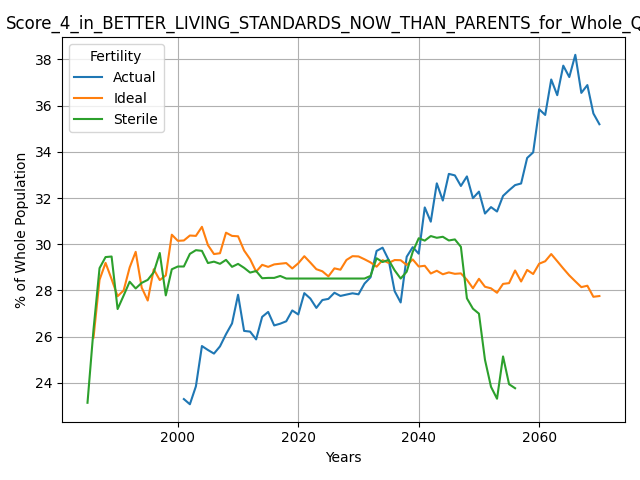 Score_4_in_BETTER_LIVING_STANDARDS_NOW_THAN_PARENTS_for_Whole_Q
Fertility
Actual
Ideal
Sterile
% of Whole Population
38
36
34
32
30
28
26
24
2000 2020 2040 2060
Years